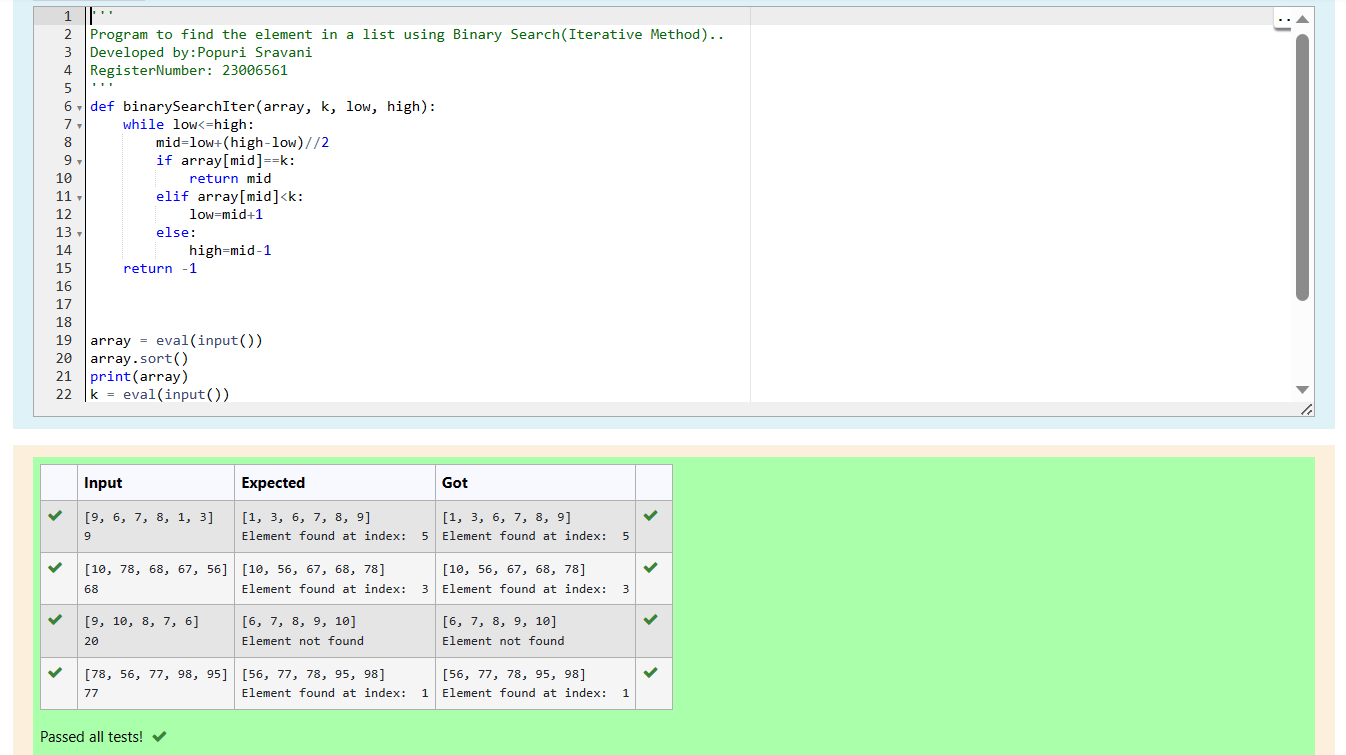 1 '''
2 Program to find the element in a list using Binary Search(Iterative Method)..
3 Developed by:Popuri Sravani
4 RegisterNumber: 23006561
5 '''
6 def binarySearchIter(array, k, low, high):
7     while low<=high:
8         mid=low+(high-low)//2
9         if array[mid]==k:
10             return mid
11         elif array[mid]<k:
12             low=mid+1
13         else:
14             high=mid-1
15     return -1
16
17
18
19 array = eval(input())
20 array.sort()
21 print(array)
22 k = eval(input())
Input Expected Got
[9, 6, 7, 8, 1, 3] [1, 3, 6, 7, 8, 9] [1, 3, 6, 7, 8, 9]
9 Element found at index:  5 Element found at index:  5
[10, 78, 68, 67, 56] [10, 56, 67, 68, 78] [10, 56, 67, 68, 78]
68 Element found at index:  3 Element found at index:  3
[9, 10, 8, 7, 6] [6, 7, 8, 9, 10] [6, 7, 8, 9, 10]
20 Element not found Element not found
[78, 56, 77, 98, 95] [56, 77, 78, 95, 98] [56, 77, 78, 95, 98]
77 Element found at index:  1 Element found at index:  1
Passed all tests!